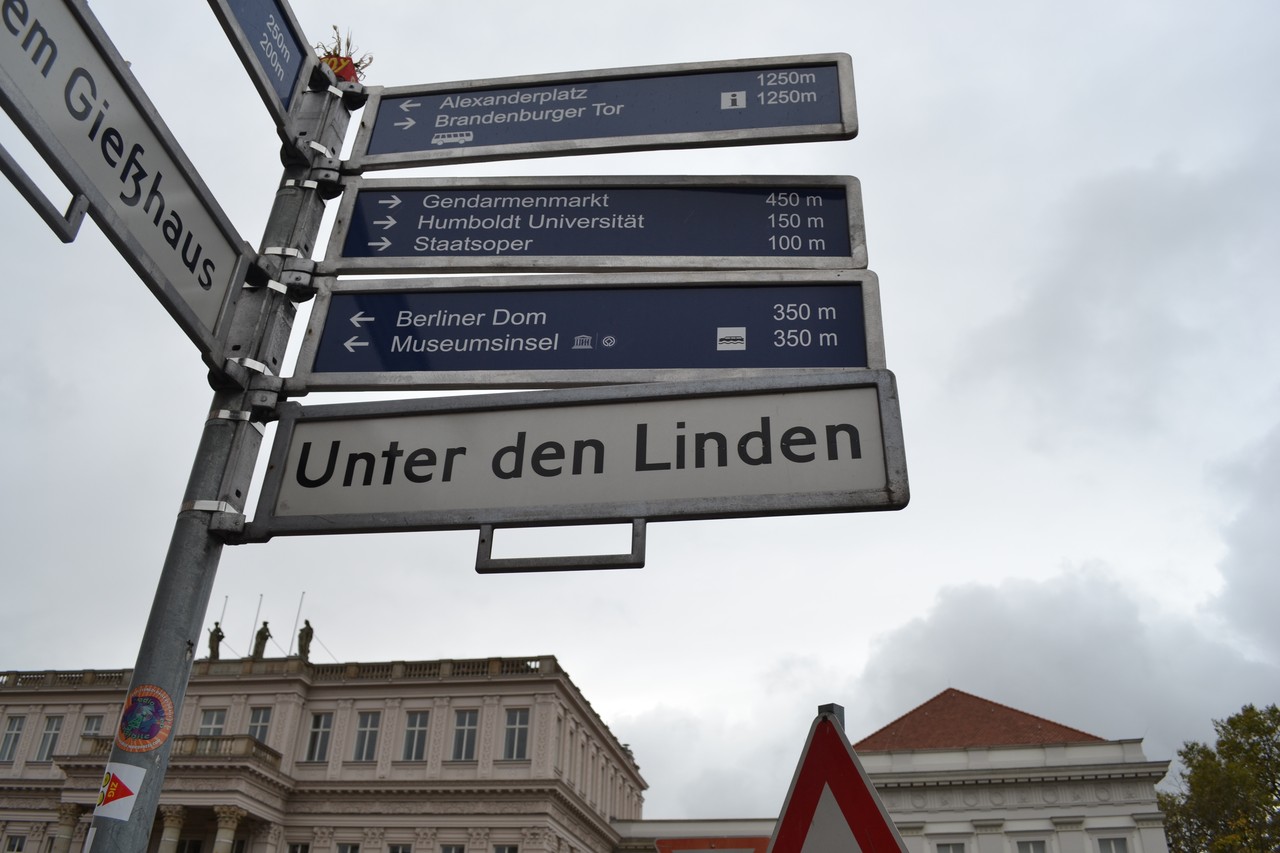 250m
200m
em Gießhaus
Alexanderplatz 1250m
Brandenburger Tor i 1250m
Gendarmenmarkt 450 m
Humboldt Universität 150 m
Staatsoper 100 m
Berliner Dom 350 m
Museumsinsel 350 m
Unter den Linden